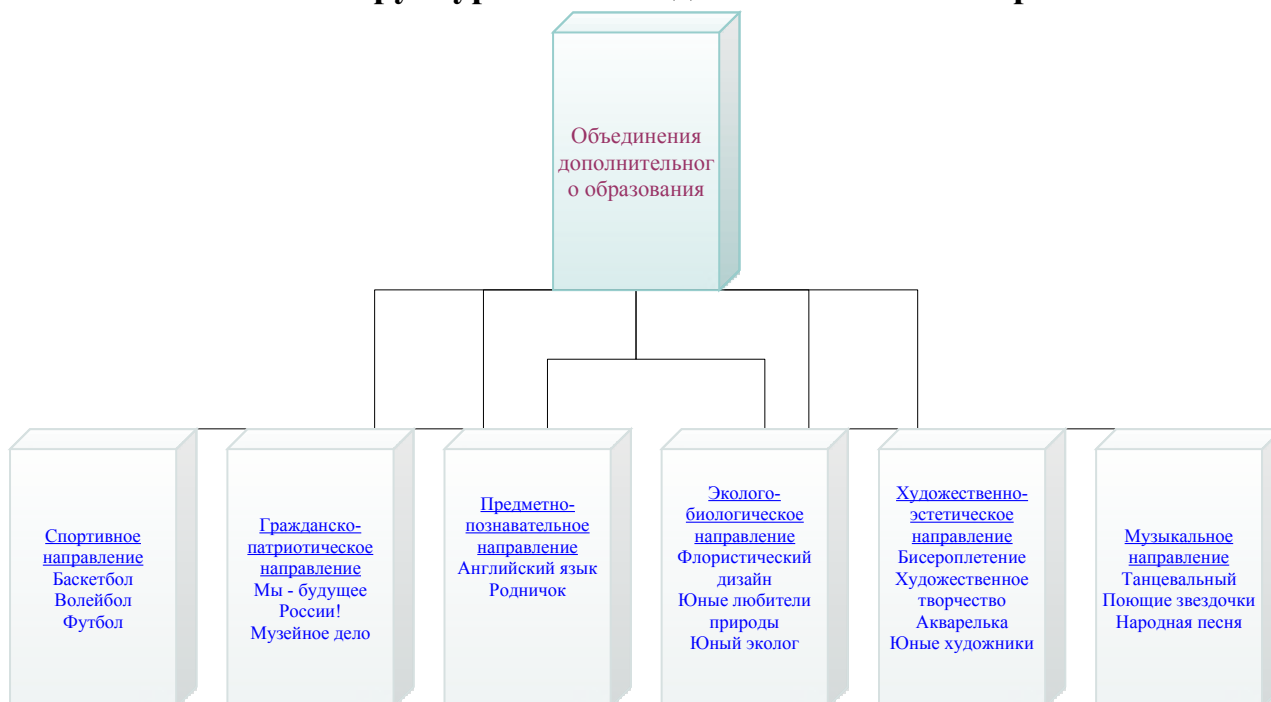 Объединения
дополнительног
о образования
Спортивное
направление
Баскетбол
Волейбол
Футбол
Гражданско-
патриотическое
направление
Мы - будущее
России!
Музейное дело
Предметно-
познавательное
направление
Английский язык
Родничок
Эколого-
биологическое
направление
Флористический
дизайн
Юные любители
природы
Юный эколог
Художественно-
эстетическое
направление
Бисероплетение
Художественное
творчество
Акварелька
Юные художники
Музыкальное
направление
Танцевальный
Поющие звездочки
Народная песня